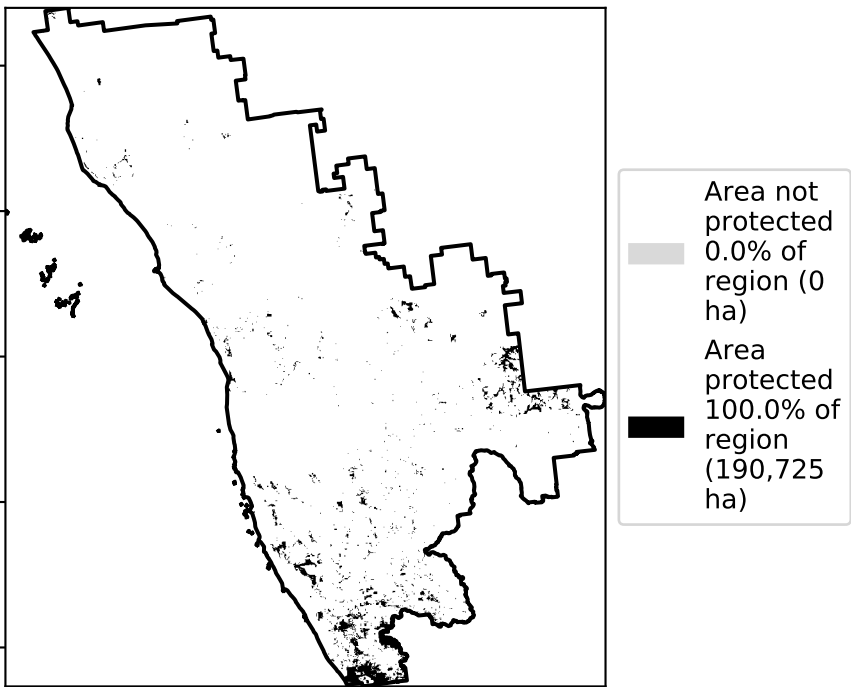 Area not
protected
0.0% of
region (0
ha)
Area
protected
100.0% of
region
(190,725
ha)